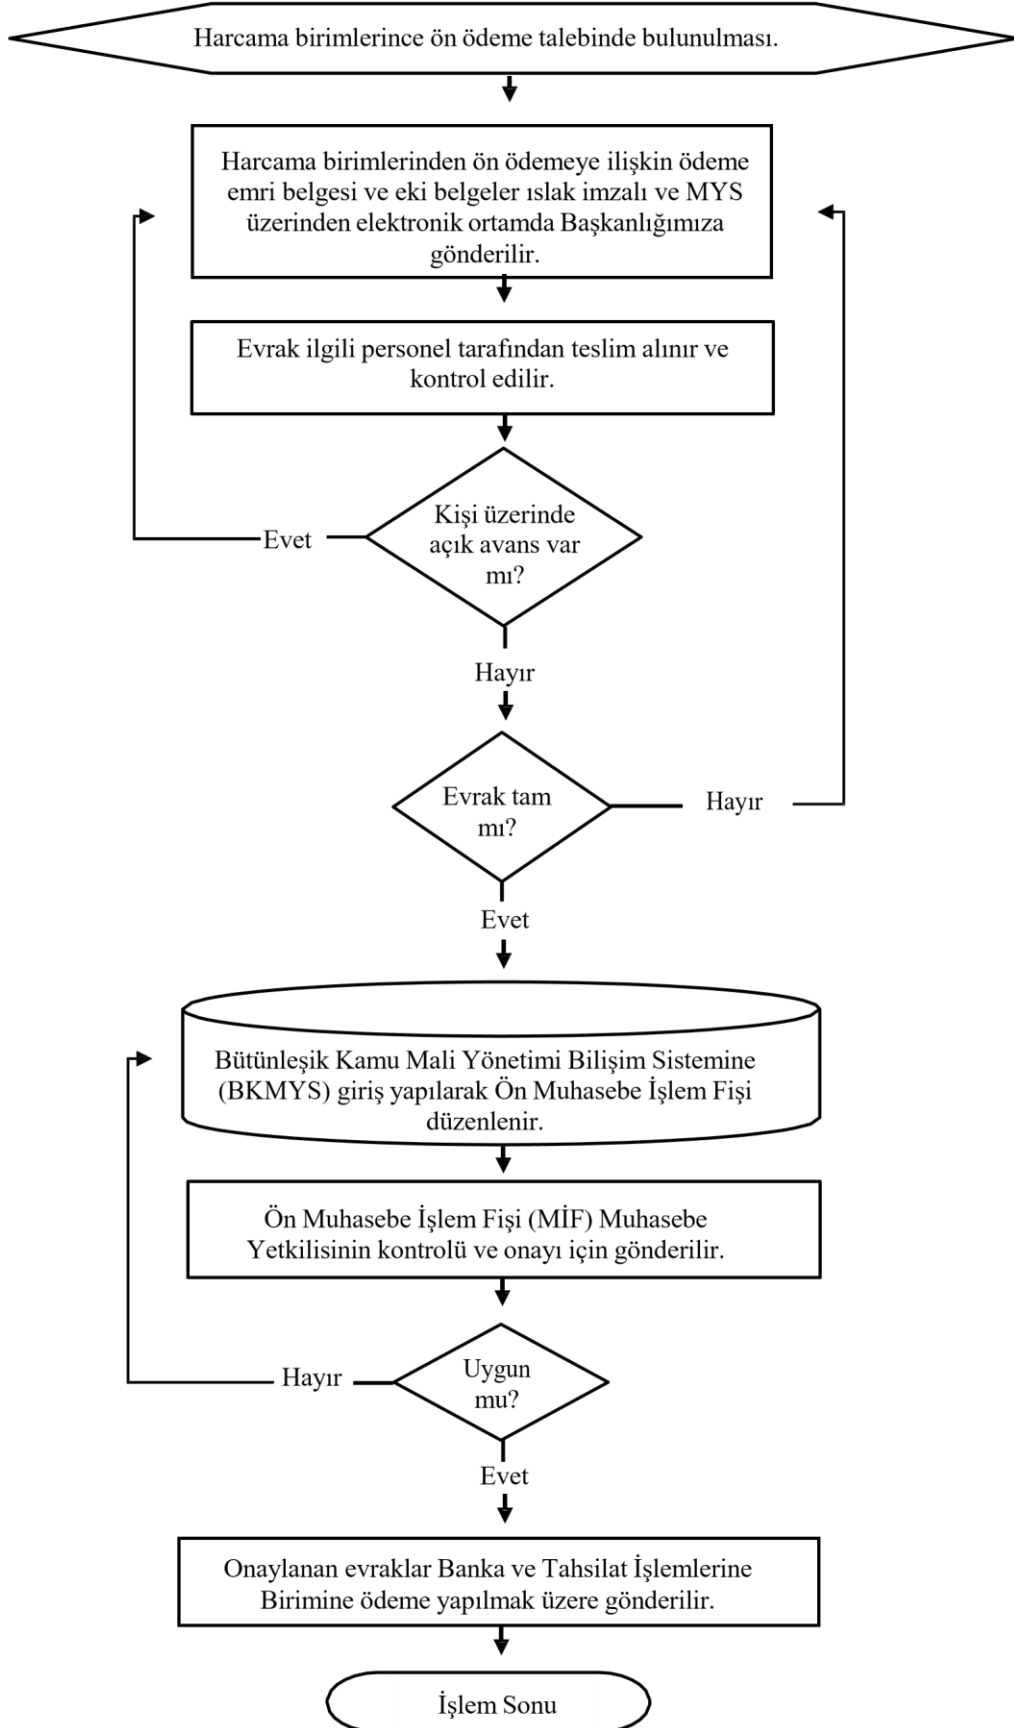 Harcama birimlerince ön ödeme talebinde bulunulması.
Harcama birimlerinden ön ödemeye ilişkin ödeme
emri belgesi ve eki belgeler ıslak imzalı ve MYS
üzerinden elektronik ortamda Başkanlığımıza
gönderilir.
Evrak ilgili personel tarafından teslim alınır ve
kontrol edilir.
Kişi üzerinde
açık avans var
mı?
Evet
Hayır
Evrak tam
mı?
Hayır
Evet
Bütünleşik Kamu Mali Yönetimi Bilişim Sistemine
(BKMYS) giriş yapılarak Ön Muhasebe İşlem Fişi
düzenlenir.
Ön Muhasebe İşlem Fişi (MİF) Muhasebe
Yetkilisinin kontrolü ve onayı için gönderilir.
Uygun
mu?
Hayır
Evet
Onaylanan evraklar Banka ve Tahsilat İşlemlerine
Birimine ödeme yapılmak üzere gönderilir.
İşlem Sonu